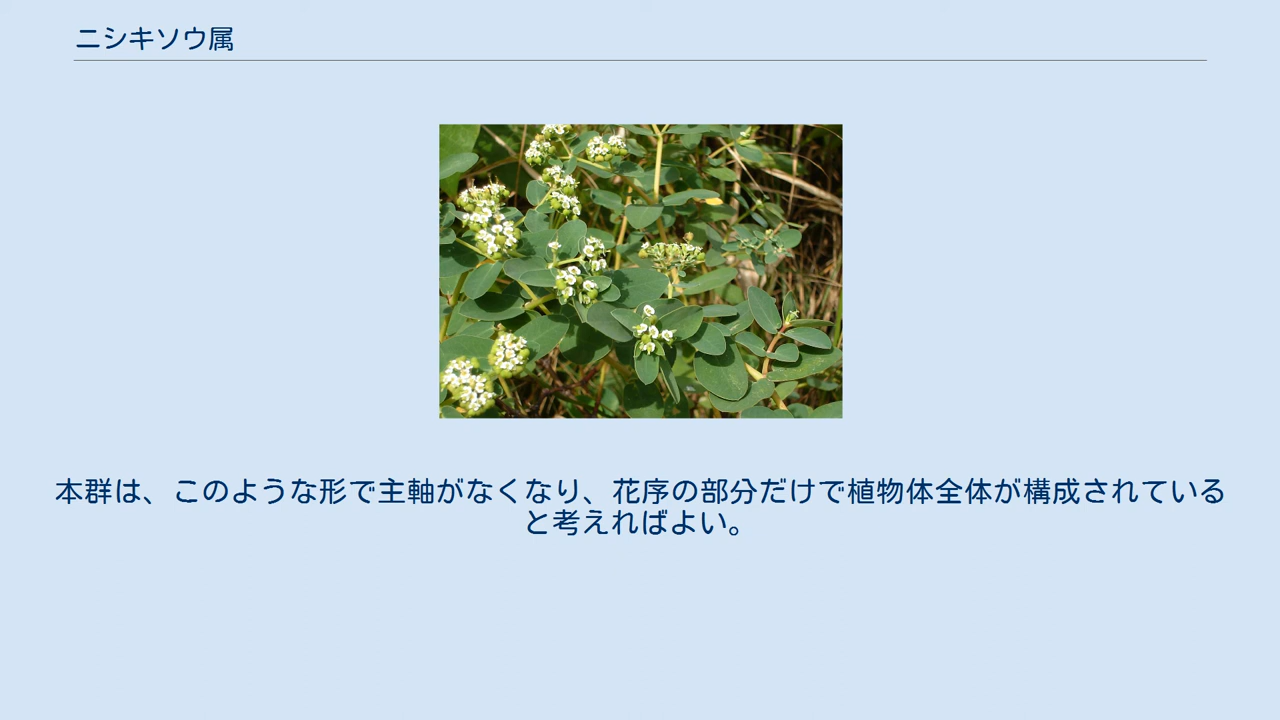 ニシキソウ属
本群は、このような形で主軸がなくなり、花序の部分だけで植物体全体が構成されている
と考えればよい。